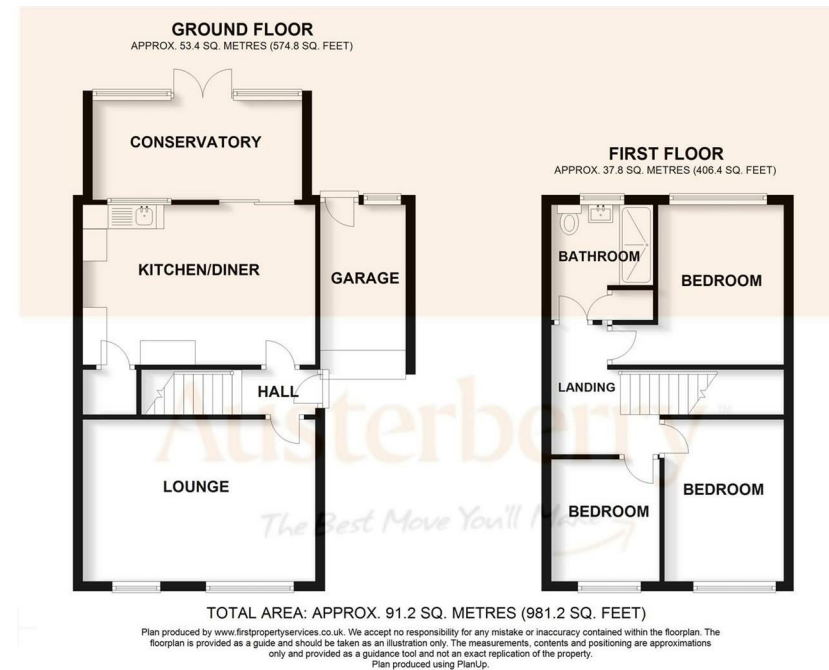 GROUND FLOOR
APPROX. 53.4 SQ. METRES (574.8 SQ. FEET)
CONSERVATORY
KITCHEN/DINER
GARAGE
HALL
LOUNGE
FIRST FLOOR
APPROX. 37.8 SQ. METRES (406.4 SQ. FEET)
BATHROOM
BEDROOM
LANDING
BEDROOM
BEDROOM
Austerberry
The Best Move You'll Make
TOTAL AREA: APPROX. 91.2 SQ. METRES (981.2 SQ. FEET)
Plan produced by www.firstpropertyservices.co.uk. We accept no responsibility for any mistake or inaccuracy contained within the floorplan. The
floorplan is provided as a guide and should be taken as an illustration only. The measurements, contents and positioning are approximations
only and provided as a guidance tool and not an exact replication of the property.
Plan produced using PlanUp.